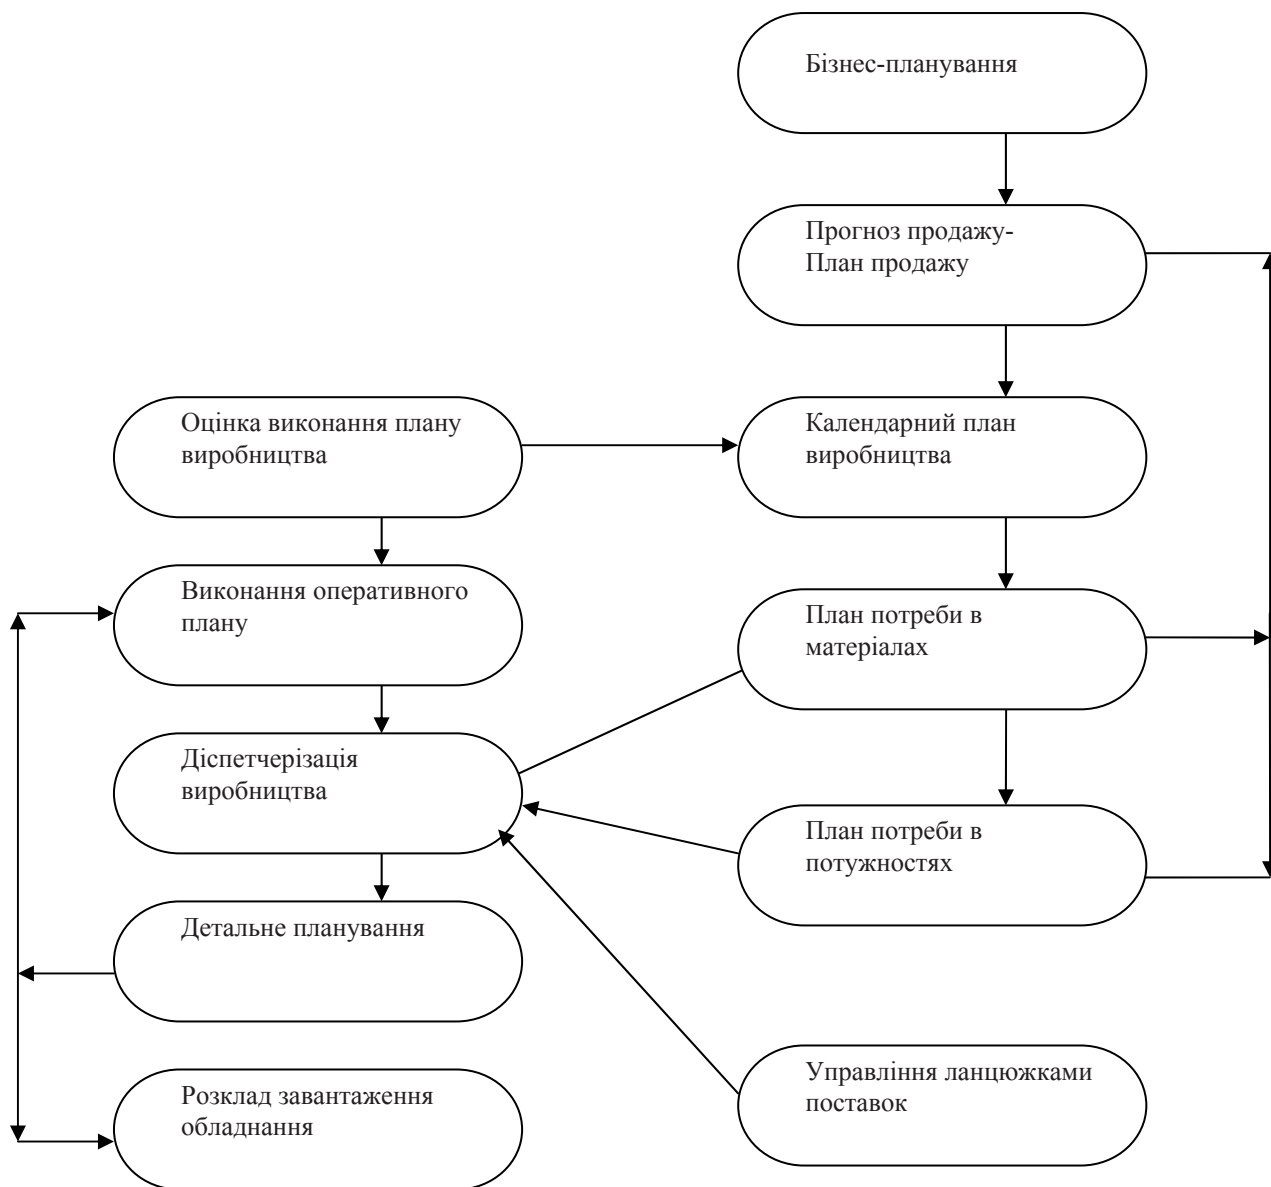 Бізнес-планування
Прогноз продажу-
План продажу
Оцінка виконання плану
виробництва
Календарний план
виробництва
Виконання оперативного
плану
План потреби в
матеріалах
Діспетчерізація
виробництва
План потреби в
потужностях
Детальне планування
Управління ланцюжками
поставок
Розклад завантаження
обладнання